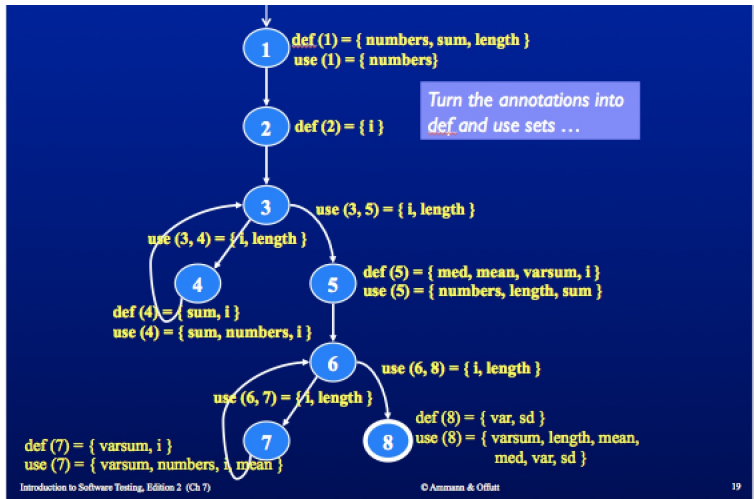 1
def (1) = { numbers, sum, length }
use (1) = { numbers}
Turn the annotations into
def and use sets …
2
def (2) = { i }
3
use (3, 5) = { i, length }
use (3, 4) = { i, length }
4
5
def (5) = { med, mean, varsum, i }
use (5) = { numbers, length, sum }
def (4) = { sum, i }
use (4) = { sum, numbers, i }
6
use (6, 8) = { i, length }
use (6, 7) = { i, length }
7
8
def (8) = { var, sd }
use (8) = { varsum, length, mean,
med, var, sd }
def (7) = { varsum, i }
use (7) = { varsum, numbers, i, mean }
Introduction to Software Testing, Edition 2 (Ch 7)
© Ammann & Offutt
19